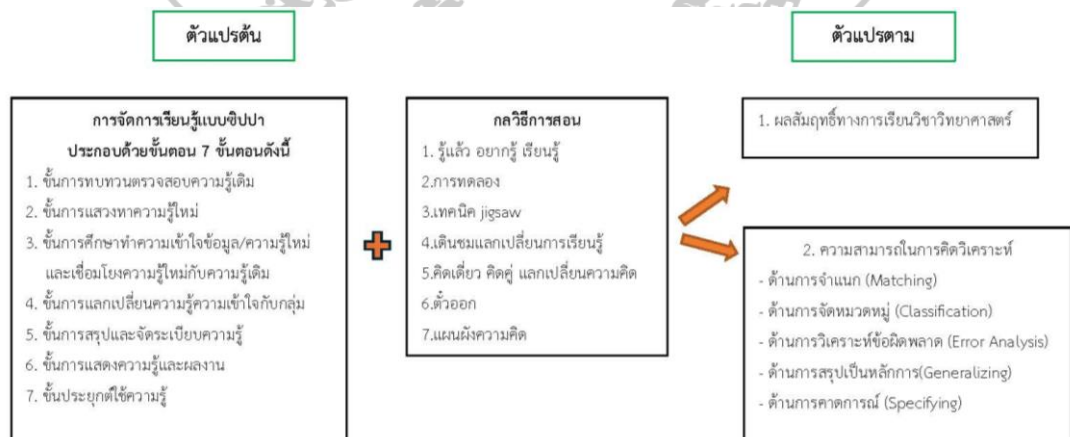 ตัวแปรต้น
ตัวแปรตาม
การจัดการเรียนรู้แบบซิปปา
ประกอบด้วยขั้นตอน 7 ขั้นตอนดังนี้
1. ขั้นการทบทวนตรวจสอบความรู้เดิม
2. ขั้นการแสวงหาความรู้ใหม่
3. ขั้นการศึกษาทำความเข้าใจข้อมูล/ความรู้ใหม่
และเชื่อมโยงความรู้ใหม่กับความรู้เดิม
4. ขั้นการแลกเปลี่ยนความรู้ความเข้าใจกับกลุ่ม
5. ขั้นการสรุปและจัดระเบียบความรู้
6. ขั้นการแสดงความรู้และผลงาน
7. ขั้นประยุกต์ใช้ความรู้
กลวิธีการสอน
1. รู้แล้ว อยากรู้ เรียนรู้
2.การทดลอง
3.เทคนิค jigsaw
4.เดินชมแลกเปลี่ยนการเรียนรู้
5.คิดเดี่ยว คิดคู่ แลกเปลี่ยนความคิด
6.ตั๋วออก
7.แผนผังความคิด
1. ผลสัมฤทธิ์ทางการเรียนวิชาวิทยาศาสตร์
2. ความสามารถในการคิดวิเคราะห์
- ด้านการจำแนก (Matching)
- ด้านการจัดหมวดหมู่ (Classification)
- ด้านการวิเคราะห์ข้อผิดพลาด (Error Analysis)
- ด้านการสรุปเป็นหลักการ(Generalizing)
- ด้านการคาดการณ์ (Specifying)